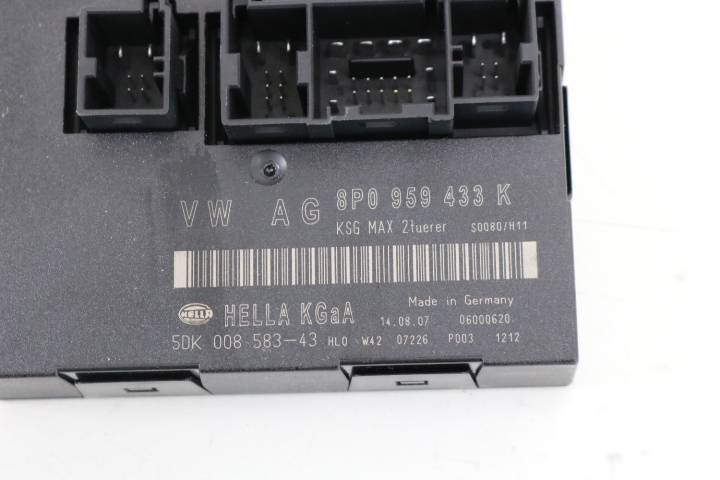 VW AG 8P0 959 433 K
KSG MAX 2tuerer S0080/H11
HELLA HELLA KGaA Made in Germany
14.08.07 06000620
5DK 008 583-43 HL0 W42 07226 P003 1212